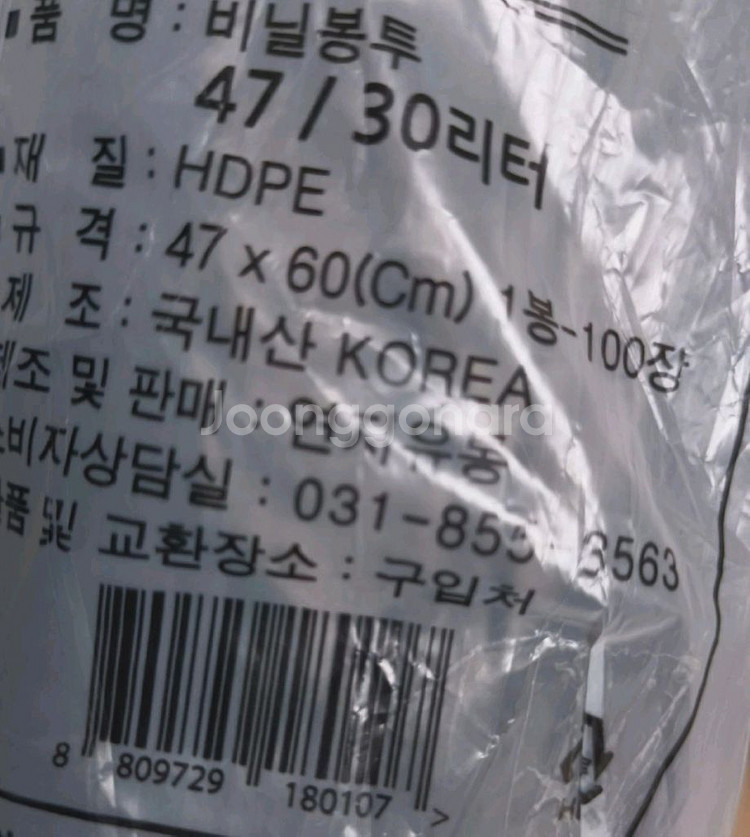 품 명 : 비닐봉투
47 / 30리터
재 질 : HDPE
규 격 : 47 x 60(Cm) 1봉-100장
제 조 : 국내산 KOREA
제조 및 판매 :
소비자상담실 : 031-855-3563
반품 및 교환장소 : 구입처
8 809729 180107 >
Joonggonara